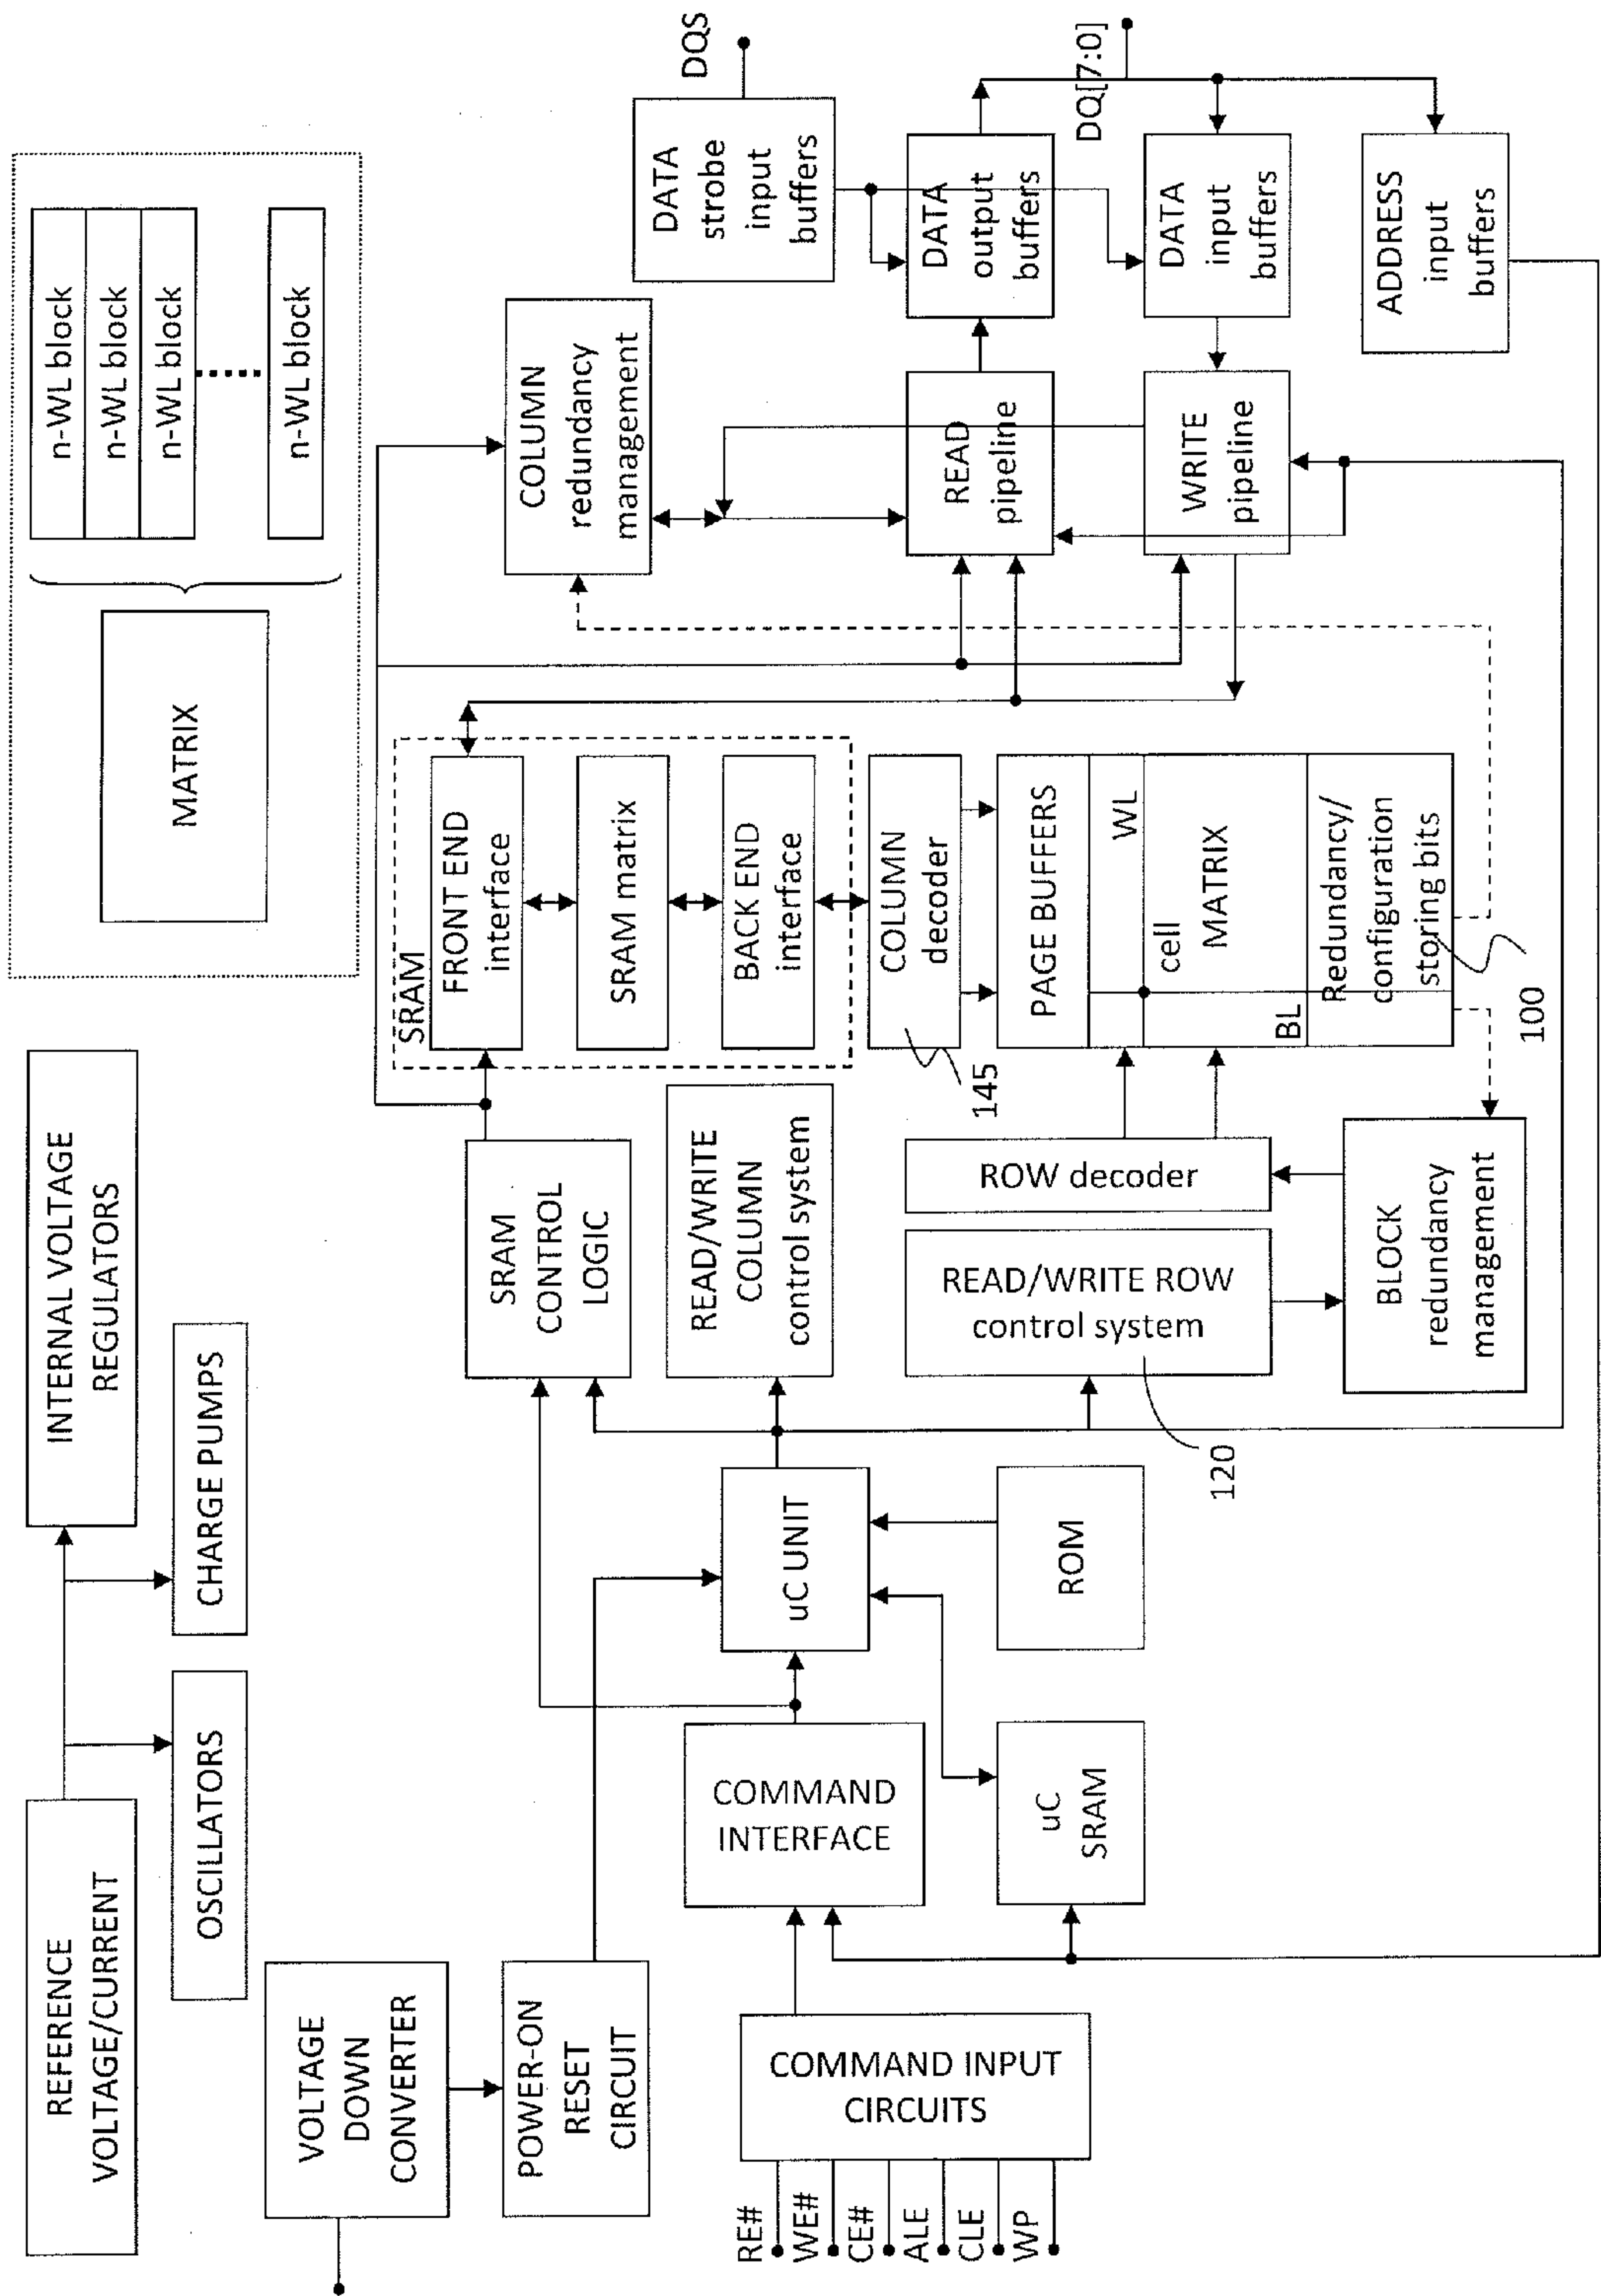 REFERENCE
VOLTAGE/CURRENT
INTERNAL VOLTAGE
REGULATORS
OSCILLATORS
CHARGE PUMPS
MATRIX
n-WL block
n-WL block
n-WL block
n-WL block
VOLTAGE
DOWN
CONVERTER
POWER-ON
RESET
CIRCUIT
COMMAND INPUT
CIRCUITS
RE#
WE#
CE#
ALE
CLE
WP
COMMAND
INTERFACE
uC
SRAM
uC UNIT
ROM
SRAM
CONTROL
LOGIC
READ/WRITE
COLUMN
control system
READ/WRITE ROW
control system
120
ROW decoder
BLOCK
redundancy
management
SRAM
FRONT END
interface
SRAM matrix
BACK END
interface
COLUMN
decoder
145
PAGE BUFFERS
WL
cell
MATRIX
BL
Redundancy/
configuration
storing bits
100
COLUMN
redundancy
management
READ
pipeline
WRITE
pipeline
DATA
strobe
input
buffers
DQS
DATA
output
buffers
DQ[7:0]
DATA
input
buffers
ADDRESS
input
buffers